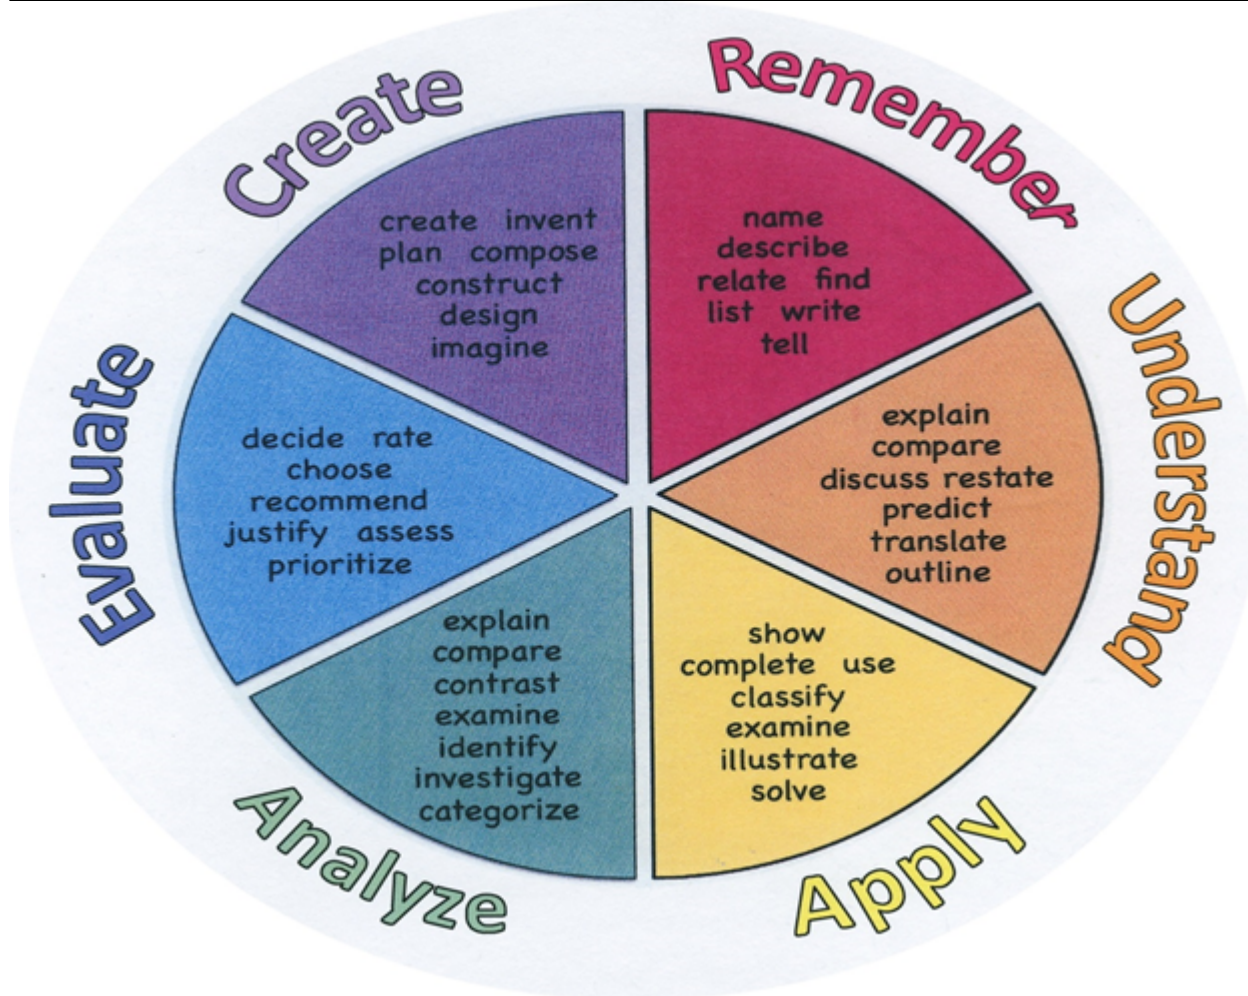 Create
create invent
plan compose
construct
design
imagine
Remember
name
describe
relate find
list write
tell
Understand
explain
compare
discuss restate
predict
translate
outline
Apply
show
complete use
classify
examine
illustrate
solve
Analyze
explain
compare
contrast
examine
identify
investigate
categorize
Evaluate
decide rate
choose
recommend
justify assess
prioritize